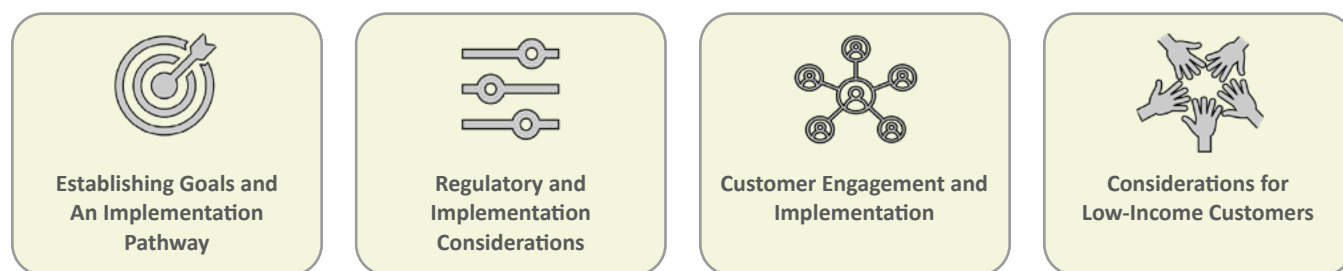 Establishing Goals and
An Implementation
Pathway
Regulatory and
Implementation
Considerations
Customer Engagement and
Implementation
Considerations for
Low-Income Customers